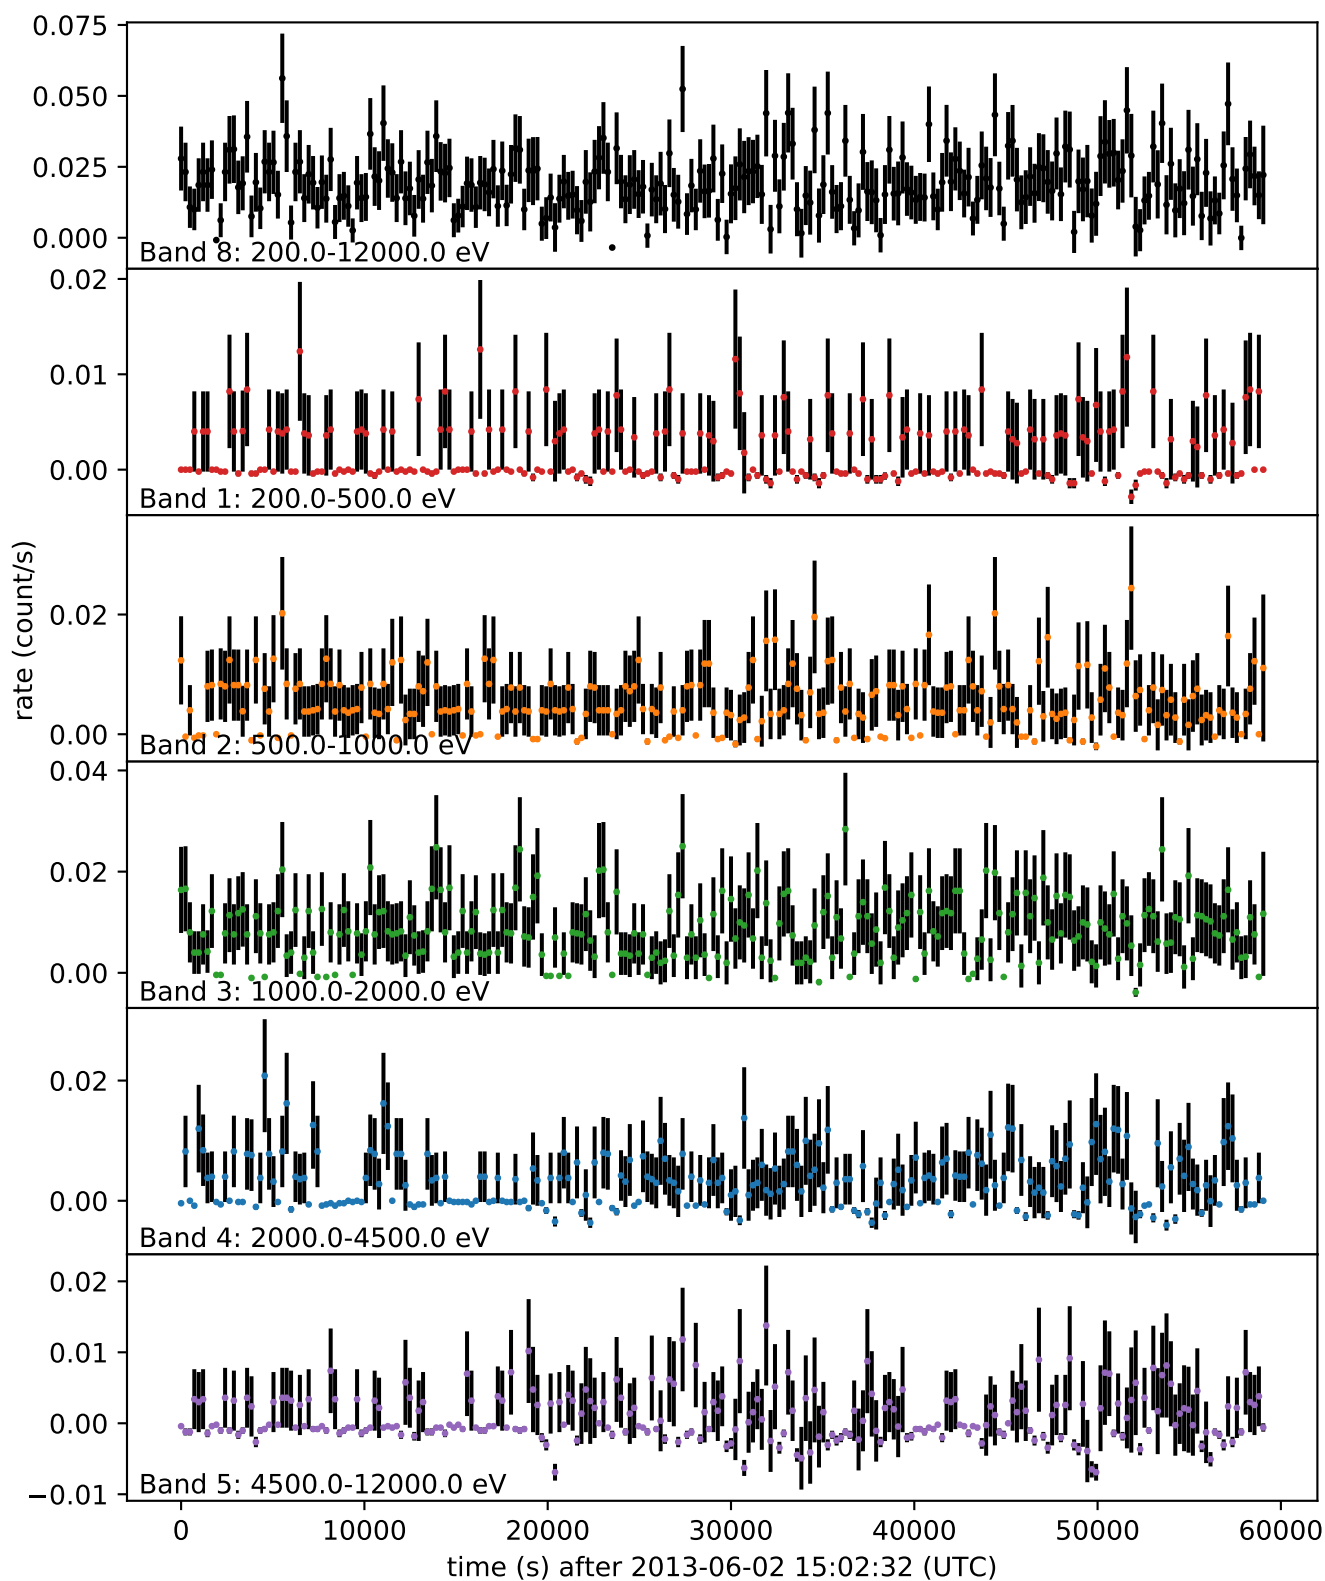 0.075
0.050
0.025
0.000
Band 8: 200.0-12000.0 eV
0.02
0.01
0.00
Band 1: 200.0-500.0 eV
rate (count/s)
0.02
0.00
Band 2: 500.0-1000.0 eV
0.04
0.02
0.00
Band 3: 1000.0-2000.0 eV
0.02
0.00
Band 4: 2000.0-4500.0 eV
0.02
0.01
0.00
−0.01
Band 5: 4500.0-12000.0 eV
0 10000 20000 30000 40000 50000 60000
time (s) after 2013-06-02 15:02:32 (UTC)